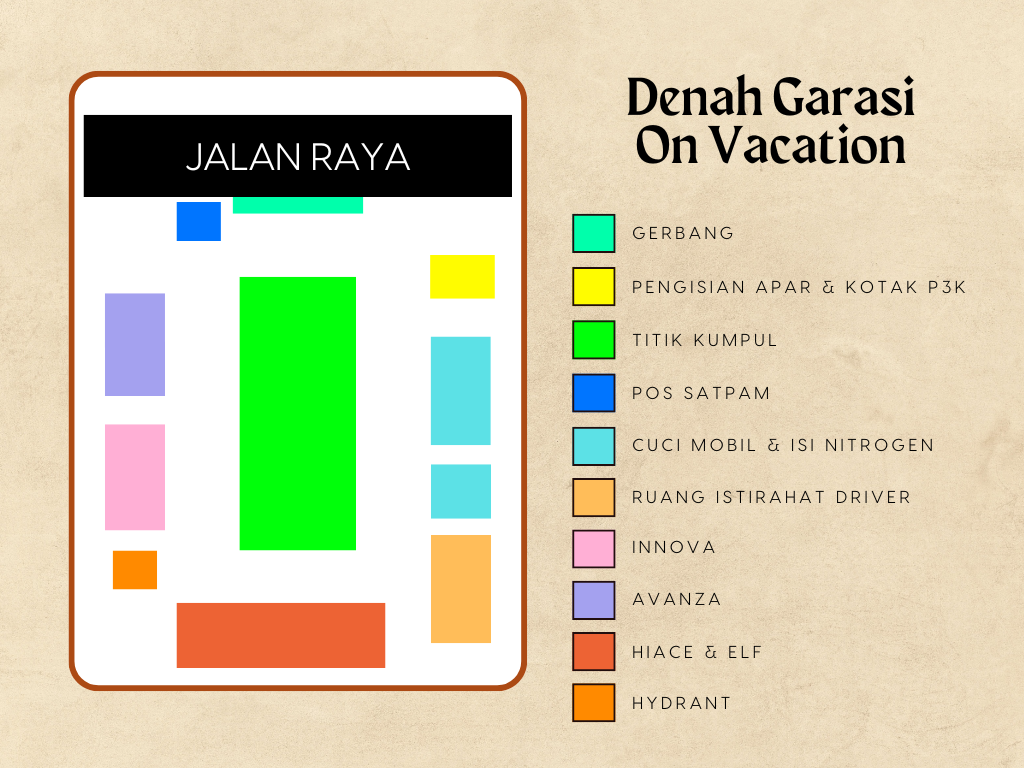 Denah Garasi
On Vacation
JALAN RAYA
GERBANG
PENGISIAN APAR & KOTAK P3K
TITIK KUMPUL
POS SATPAM
CUCI MOBIL & ISI NITROGEN
RUANG ISTIRAHAT DRIVER
INNOVA
AVANZA
HIACE & ELF
HYDRANT